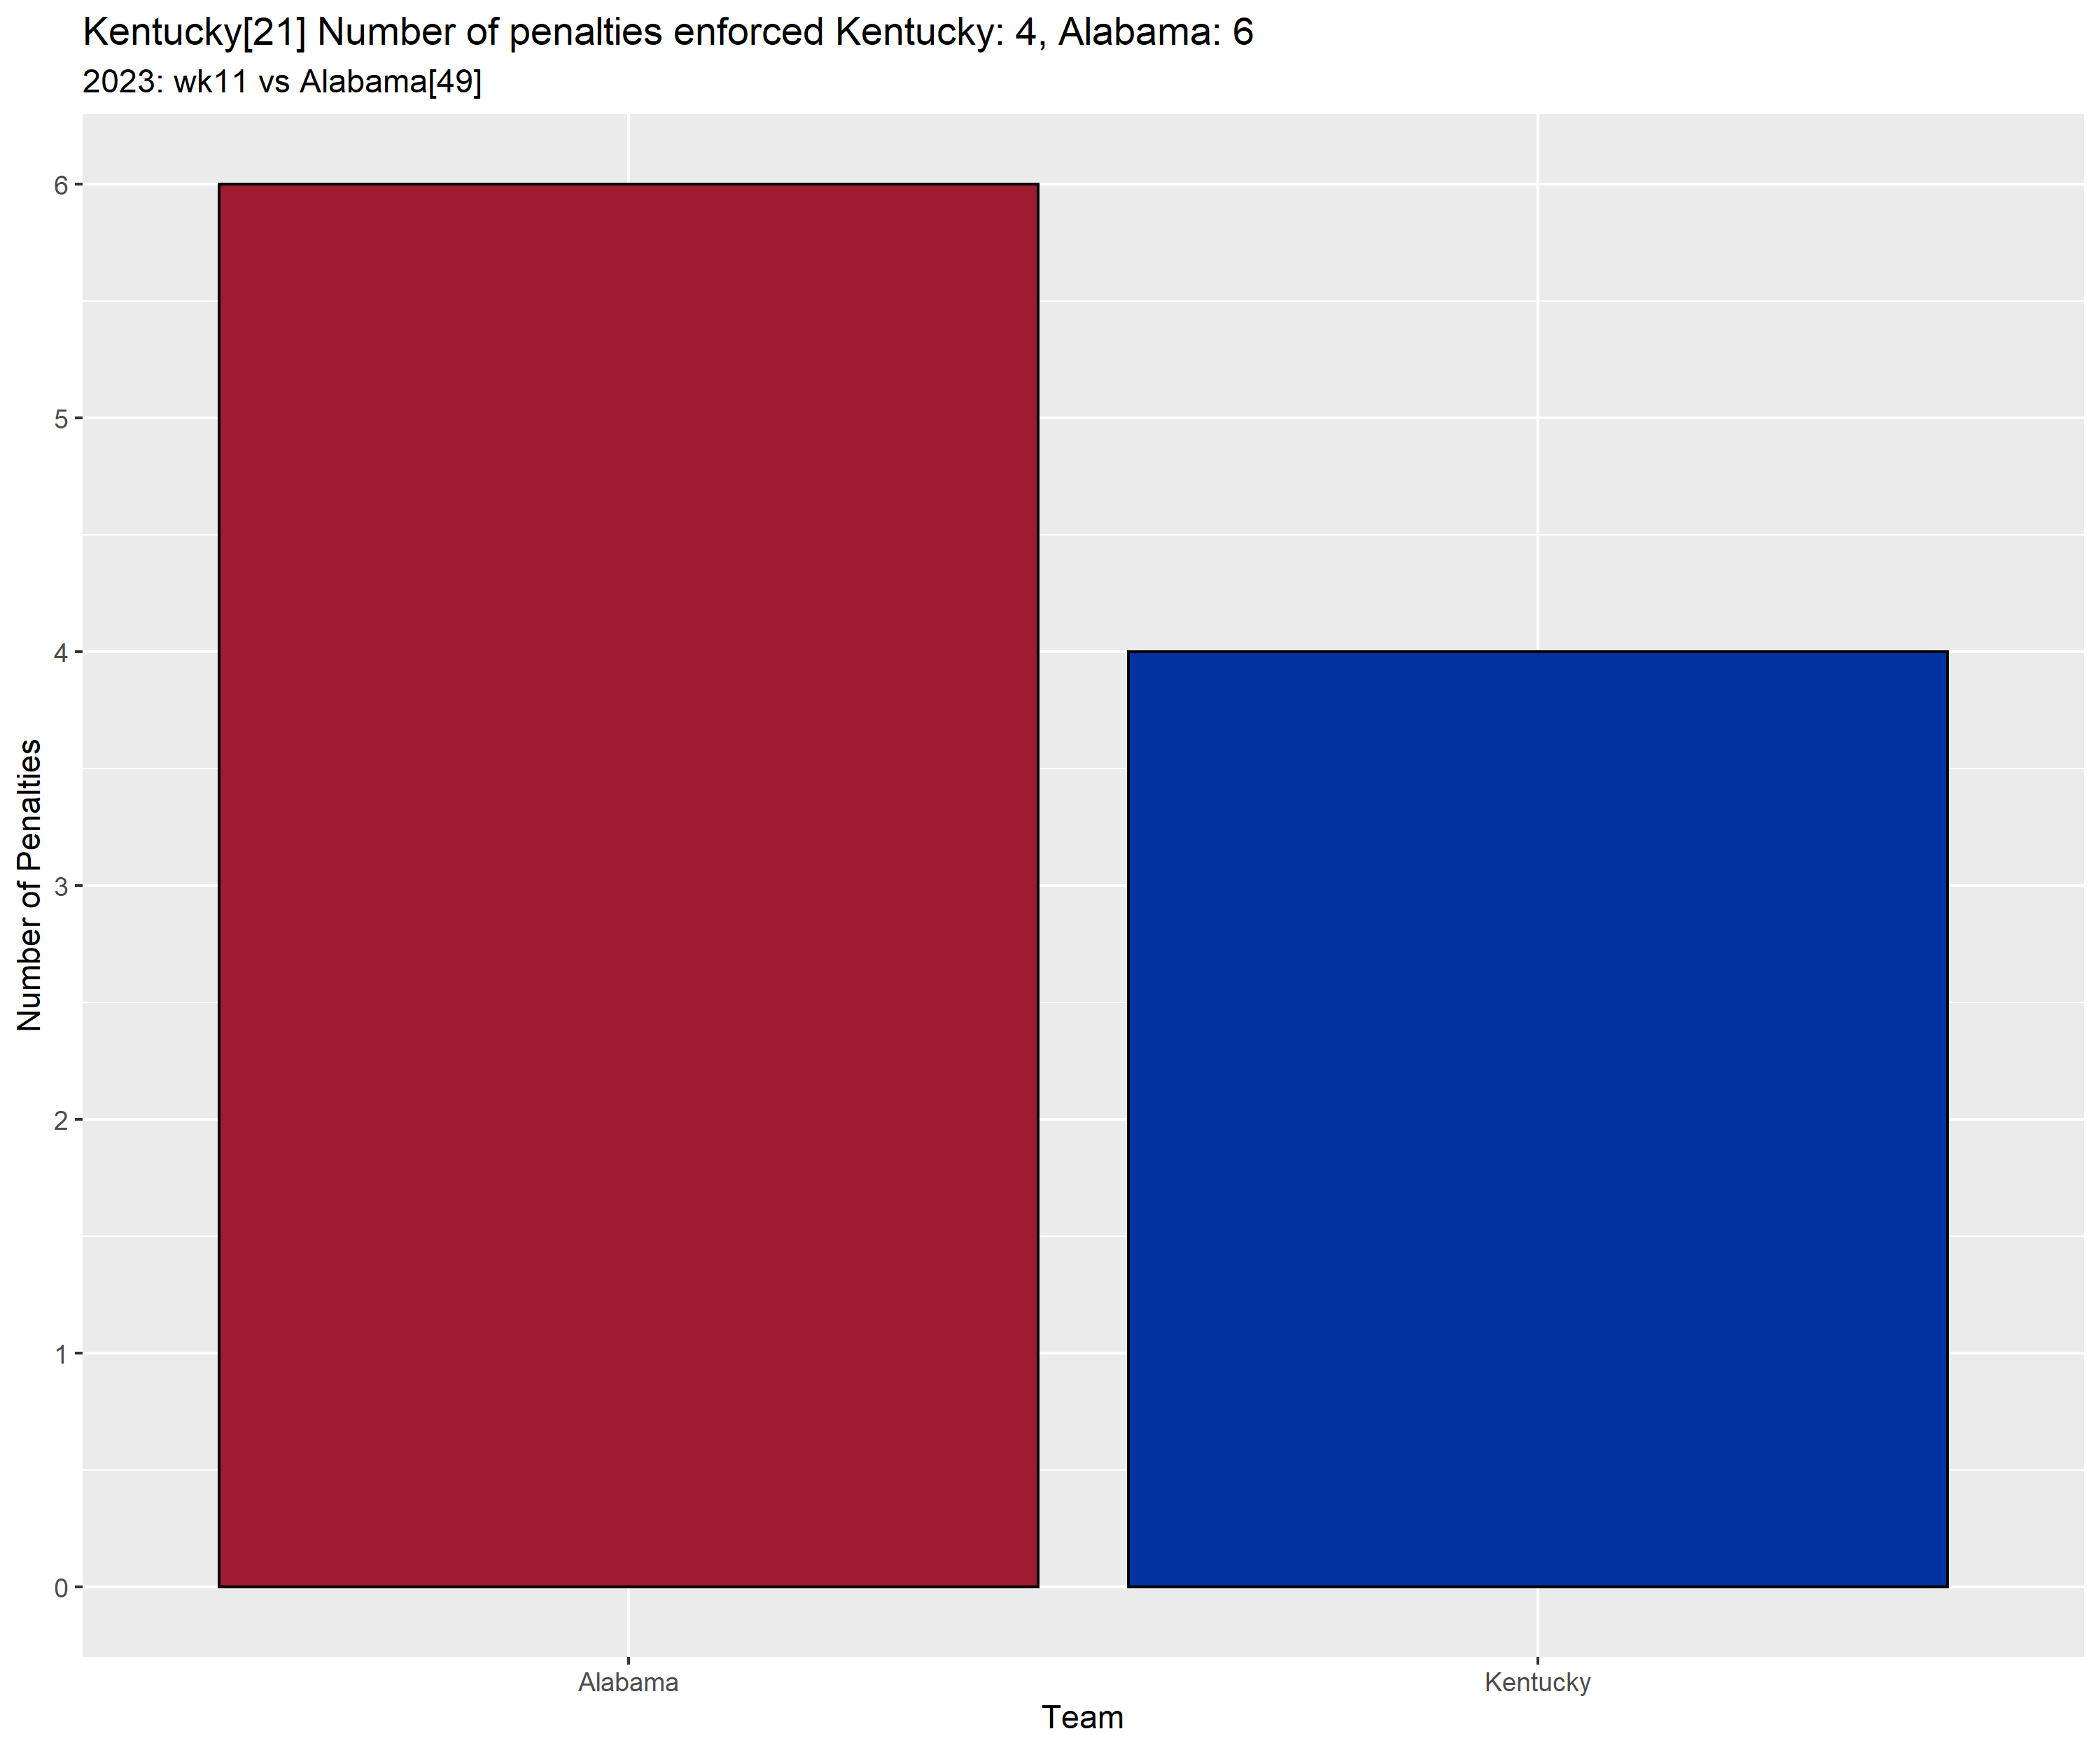 Kentucky[21] Number of penalties enforced Kentucky: 4, Alabama: 6
2023: wk11 vs Alabama[49]
Number of Penalties
6
5
4
3
2
1
0
Alabama
Kentucky
Team